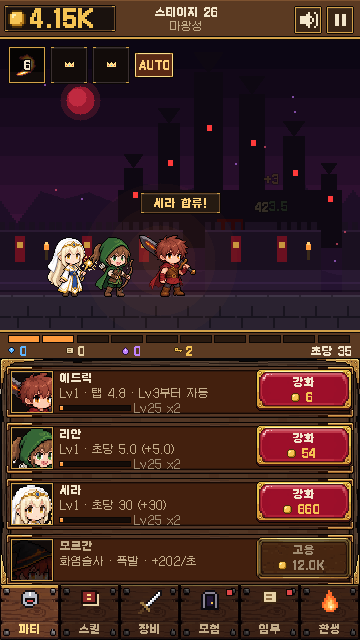 4.15K
스테이지 26
마왕성
6
AUTO
+3
423.5
세라 합류!
0
0
0
2
초당 35
에드릭
Lv1 · 탭 4.8 · Lv3부터 자동
Lv25 x2
강화
6
리안
Lv1 · 초당 5.0 (+5.0)
Lv25 x2
강화
54
세라
Lv1 · 초당 30 (+30)
Lv25 x2
강화
860
모르간
화염술사 · 폭발 · +202/초
고용
12.0K
파티
스킬
장비
모험
임무
환생